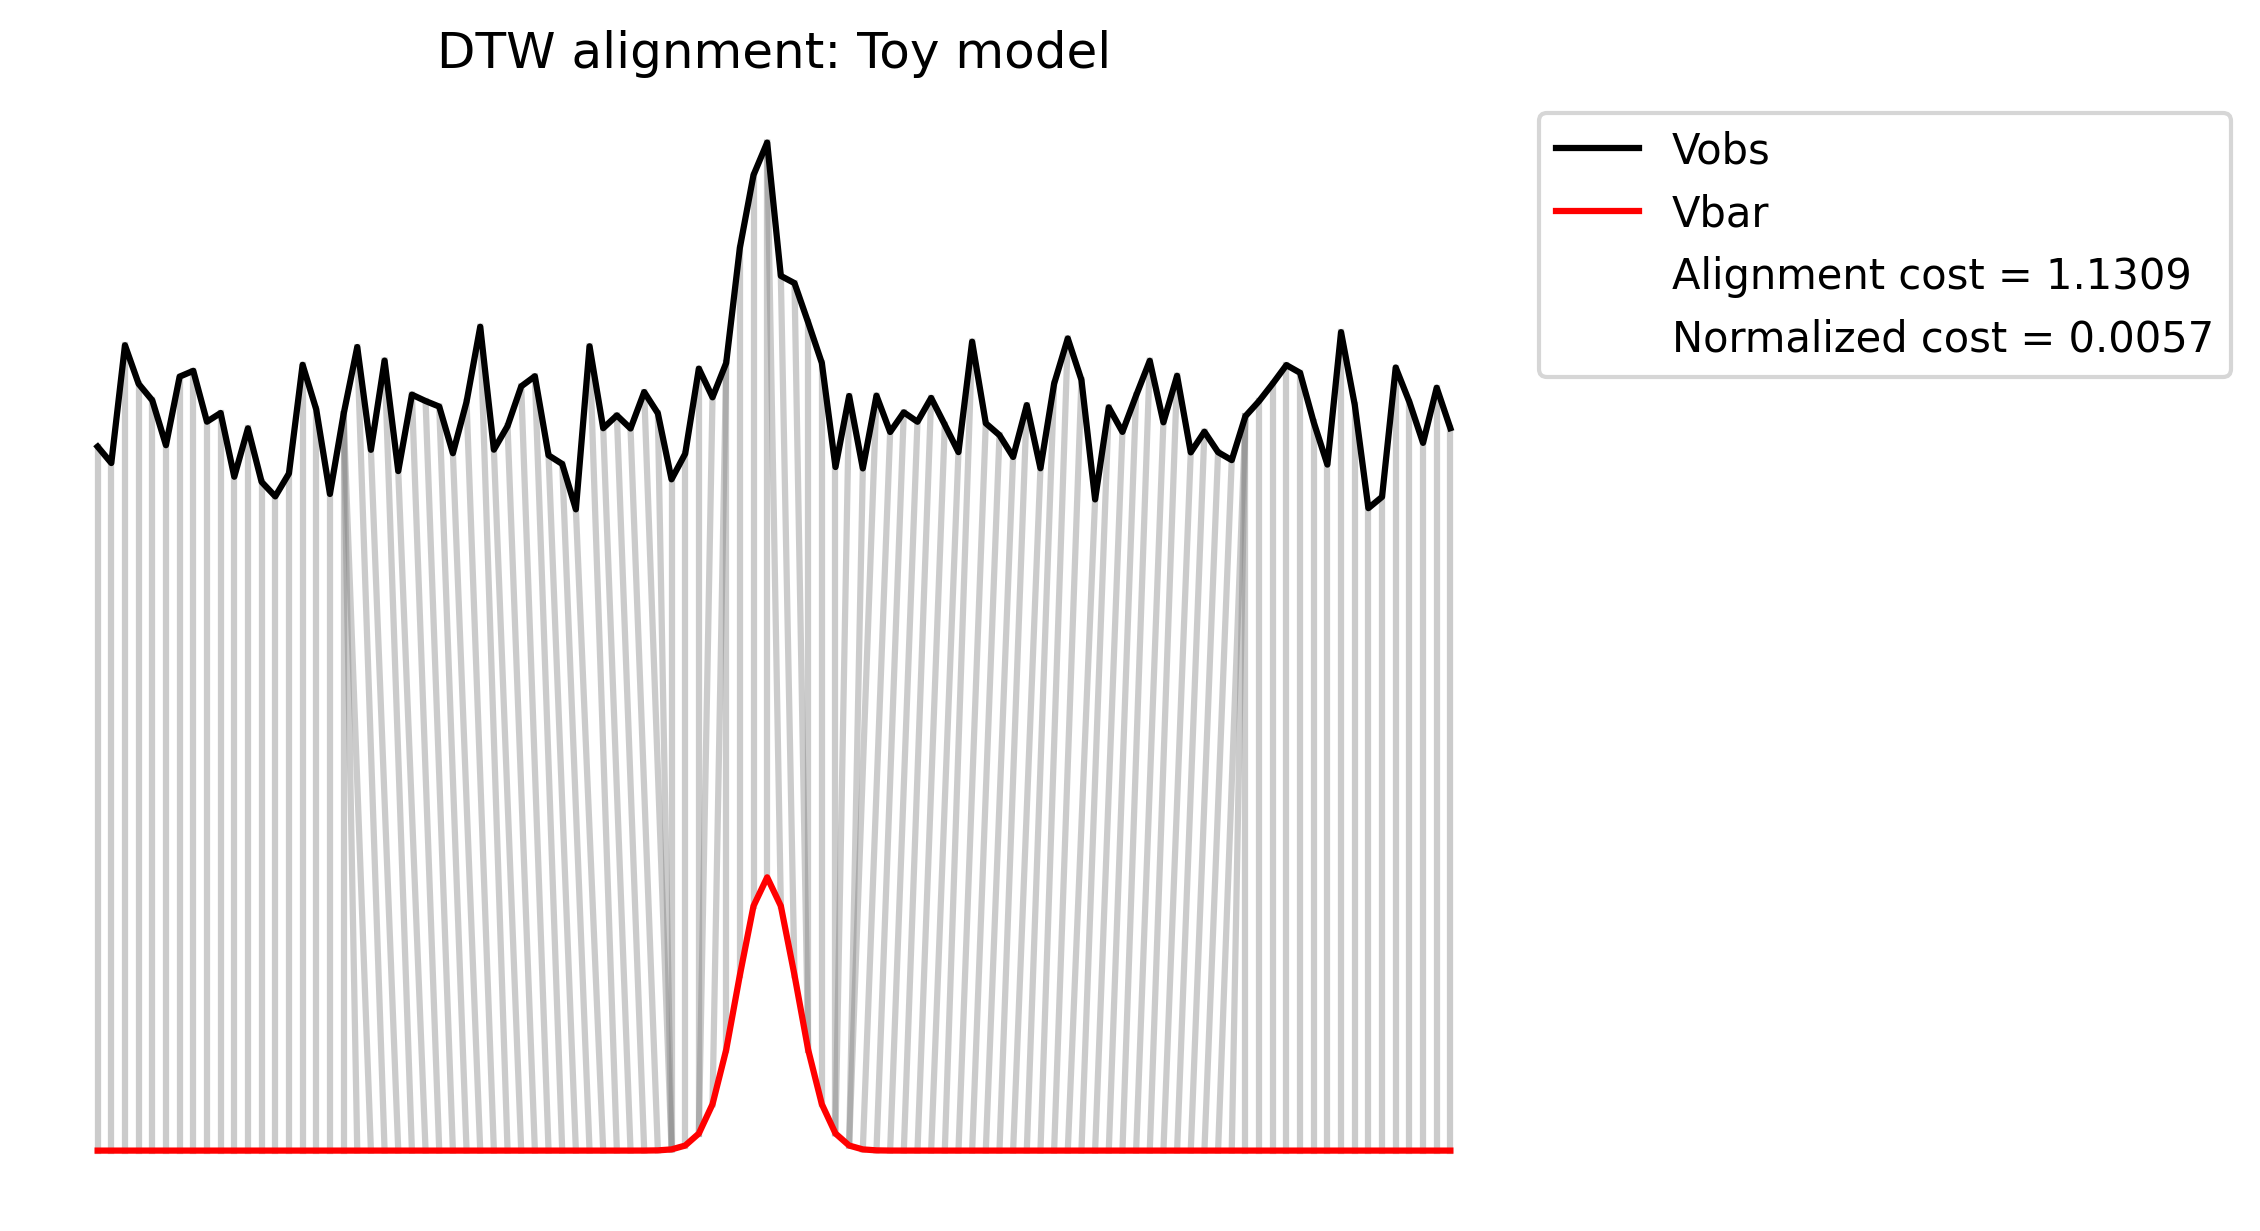 DTW alignment: Toy model
Vobs
Vbar
Alignment cost = 1.1309
Normalized cost = 0.0057